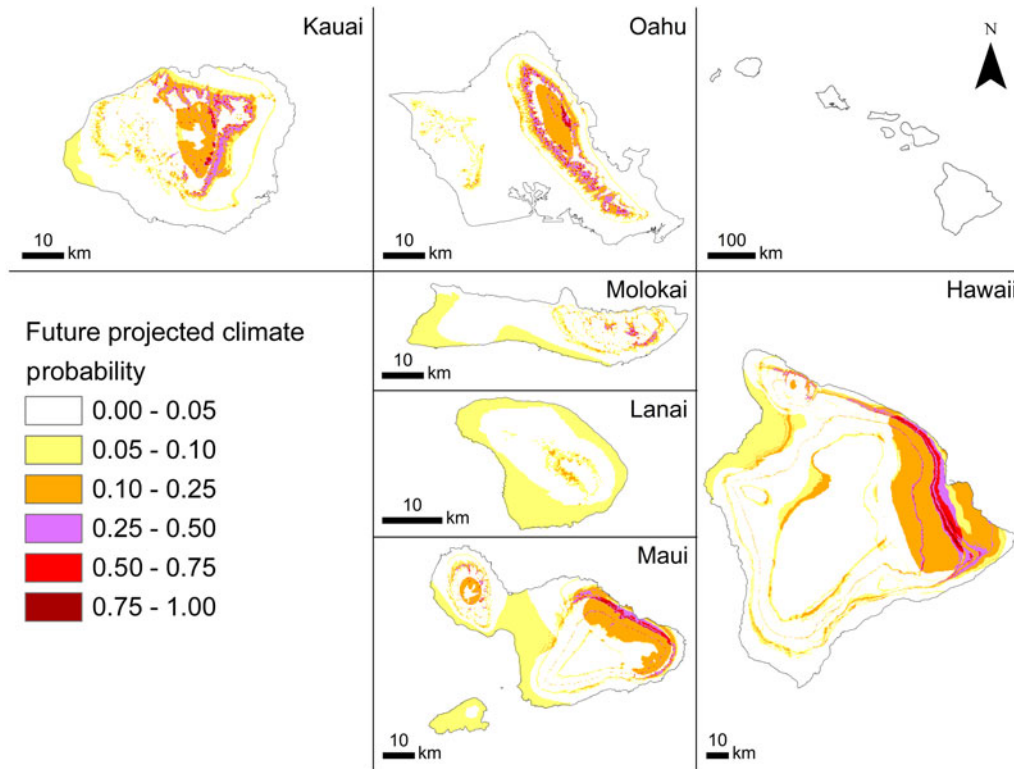 Kauai
10
km
Oahu
10
km
N
100
km
Future projected climate
probability
0.00 - 0.05
0.05 - 0.10
0.10 - 0.25
0.25 - 0.50
0.50 - 0.75
0.75 - 1.00
Molokai
10
km
Lanai
10
km
Maui
10
km
Hawaii
10
km